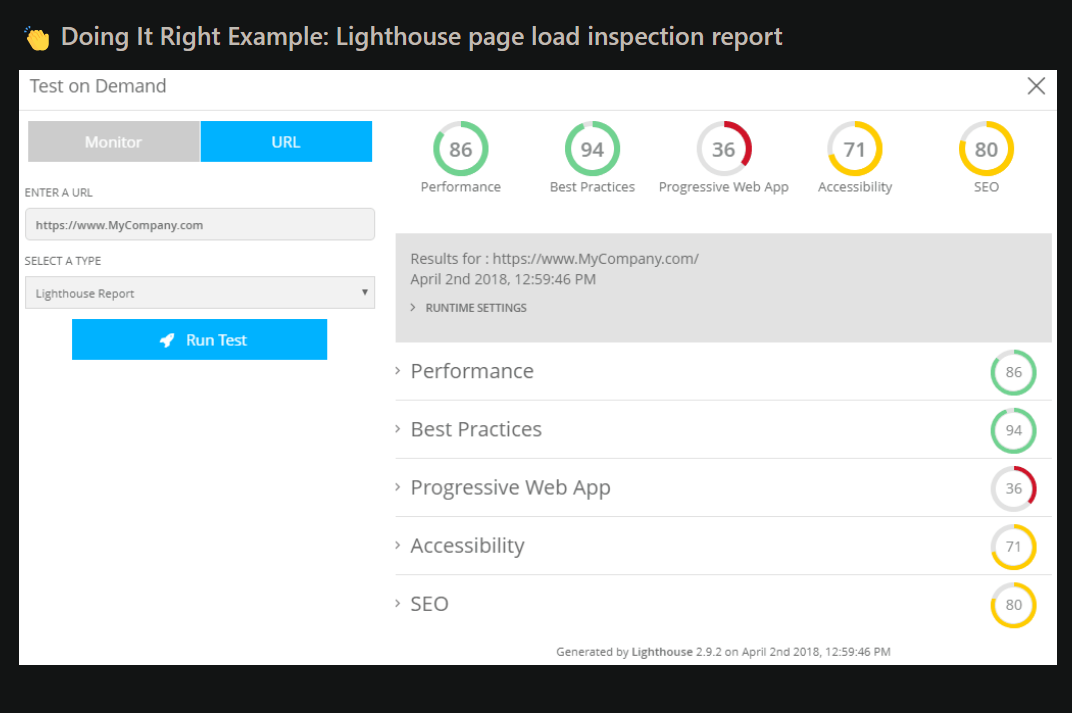 👏 Doing It Right Example: Lighthouse page load inspection report
Test on Demand
Monitor
URL
ENTER A URL
https://www.MyCompany.com
SELECT A TYPE
Lighthouse Report
Run Test
86
94
36
71
80
Performance
Best Practices
Progressive Web App
Accessibility
SEO
Results for : https://www.MyCompany.com/
April 2nd 2018, 12:59:46 PM
RUNTIME SETTINGS
Performance
86
Best Practices
94
Progressive Web App
36
Accessibility
71
SEO
80
Generated by Lighthouse 2.9.2 on April 2nd 2018, 12:59:46 PM